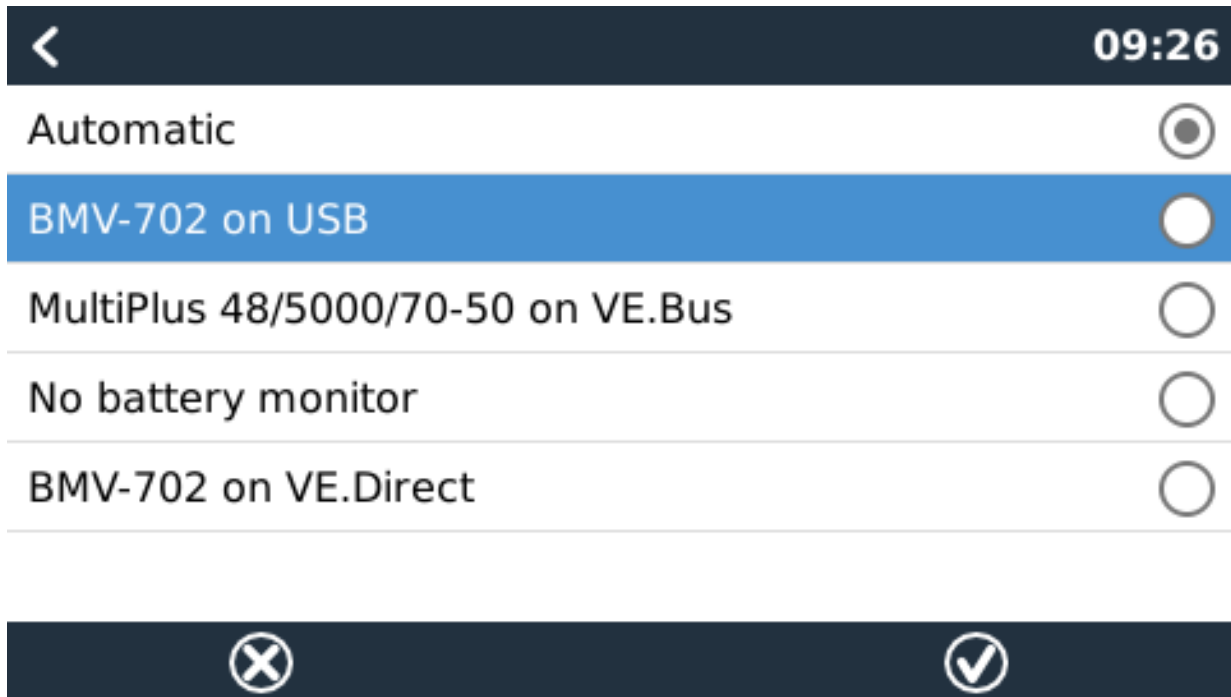 09:26
Automatic
BMV-702 on USB
MultiPlus 48/5000/70-50 on VE.Bus
No battery monitor
BMV-702 on VE.Direct